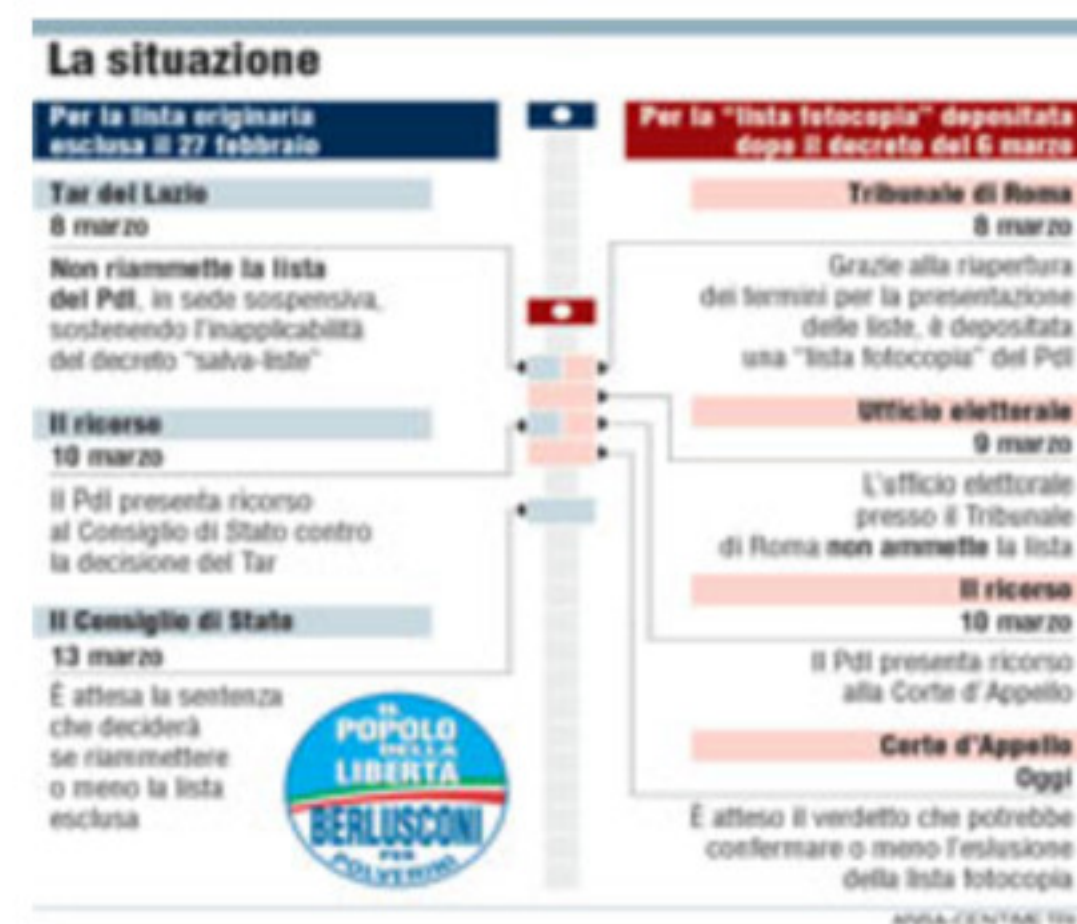 La situazione
Per la lista originaria
esclusa il 27 febbraio
Tar del Lazio
8 marzo
Non riammette la lista
del Pdl, in sede sospensiva,
sostenendo l'inapplicabilità
del decreto "salva-liste"
Il ricorso
10 marzo
Il Pdl presenta ricorso
al Consiglio di Stato contro
la decisione del Tar
Il Consiglio di Stato
13 marzo
È attesa la sentenza
che deciderà
se riammettere
o meno la lista
esclusa
IL
POPOLO
DELLA
LIBERTÀ
BERLUSCONI
PER
POLVERINI
Per la "lista fotocopia" depositata
dopo il decreto del 6 marzo
Tribunale di Roma
8 marzo
Grazie alla riapertura
dei termini per la presentazione
delle liste, è depositata
una "lista fotocopia" del Pdl
Ufficio elettorale
9 marzo
L'ufficio elettorale
presso il Tribunale
di Roma non ammette la lista
Il ricorso
10 marzo
Il Pdl presenta ricorso
alla Corte d'Appello
Corte d'Appello
Oggi
È atteso il verdetto che potrebbe
confermare o meno l'eslusione
della lista fotocopia